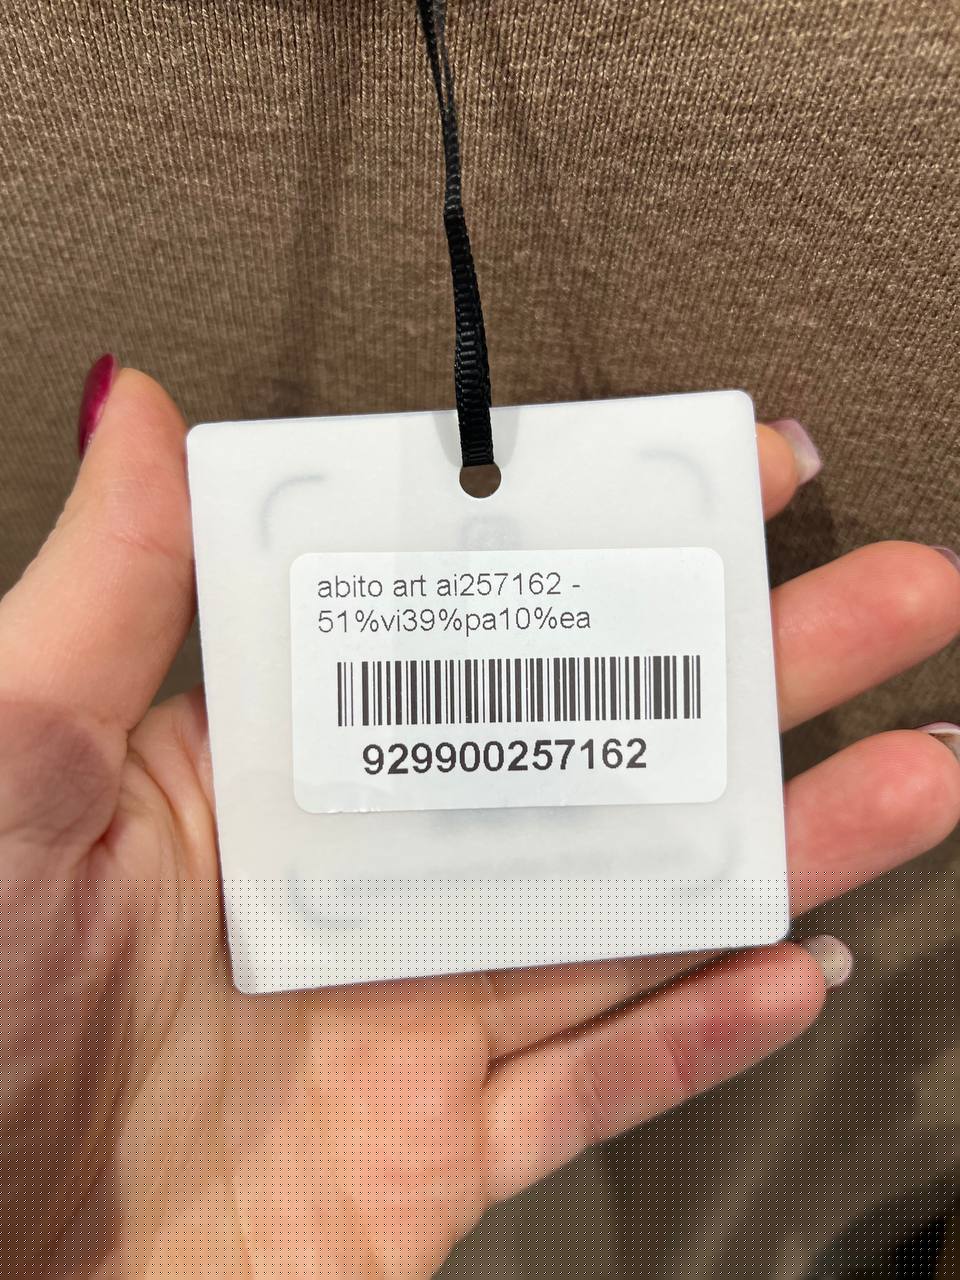 abito art ai257162 -
51%vi39%pa10%ea
929900257162